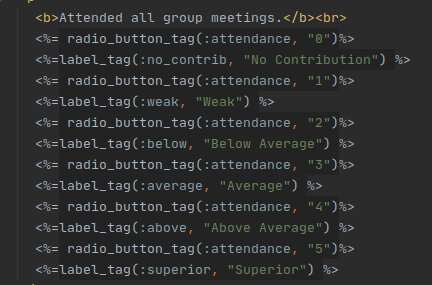 <b>Attended all group meetings.</b><br>
<%= radio_button_tag(:attendance, "0")%>
<%=label_tag(:no_contrib, "No Contribution") %>
<%= radio_button_tag(:attendance, "1")%>
<%=label_tag(:weak, "Weak") %>
<%= radio_button_tag(:attendance, "2")%>
<%=label_tag(:below, "Below Average") %>
<%= radio_button_tag(:attendance, "3")%>
<%=label_tag(:average, "Average") %>
<%= radio_button_tag(:attendance, "4")%>
<%=label_tag(:above, "Above Average") %>
<%= radio_button_tag(:attendance, "5")%>
<%=label_tag(:superior, "Superior") %>